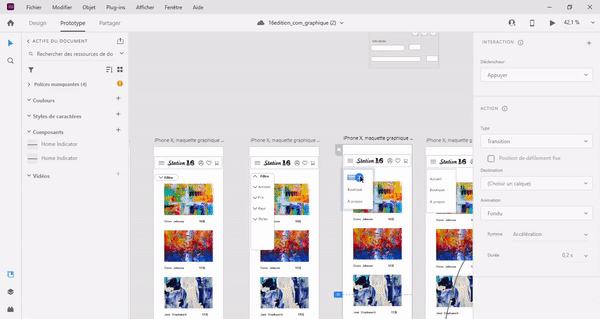 Fichier Modifier Objet Plug-ins Afficher Fenêtre Aide
Design Prototype Partager
16edition_com_graphique (2)
42,1 %
ACTIFS DU DOCUMENT
Rechercher des ressources de do
Polices manquantes (4)
Couleurs
Styles de caractères
Composants
Home Indicator
Home Indicator
Vidéos
iPhone X, maquette graphique ...
iPhone X, maquette graphique ...
iPhone X, maquette graphique ...
iPhone X, maquette graphi
Station 16
Station 16
Station 16
Station 16
Filtre
Filtre
Artistes
Prix
Styles
Boutique
À propos
Accueil
Boutique
À propos
INTERACTION
Déclencheur
Appuyer
ACTION
Type
Transition
Position de défilement fixe
Destination
(Choisir un calque)
Animation
Fondu
Accélération
Durée
0,2 s